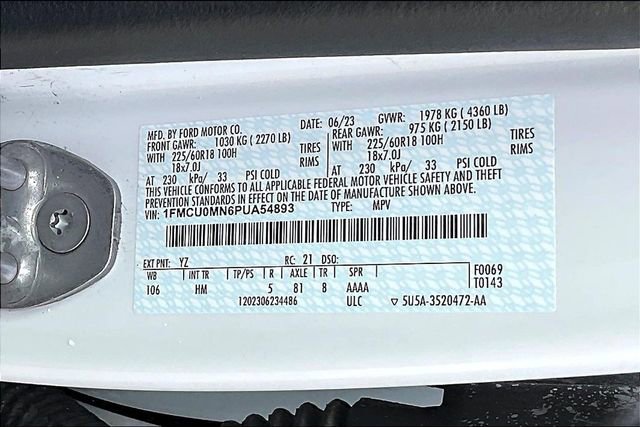 MFD. BY FORD MOTOR CO. DATE: 06/23 GVWR: 1978 KG ( 4360 LB)
FRONT GAWR: 1030 KG ( 2270 LB) REAR GAWR: 975 KG ( 2150 LB)
WITH 225/60R18 100H TIRES WITH 225/60R18 100H TIRES
18x7.0J RIMS 18x7.0J RIMS
AT 230 kPa/ 33 PSI COLD AT 230 kPa/ 33 PSI COLD
THIS VEHICLE CONFORMS TO ALL APPLICABLE FEDERAL MOTOR VEHICLE SAFETY AND THEFT
PREVENTION STANDARDS IN EFFECT ON THE DATE OF MANUFACTURE SHOWN ABOVE.
VIN: 1FMCU0MN6PUA54893 TYPE: MPV
EXT PNT: YZ RC: 21 DSO: F0069
WB INT TR TP/PS R AXLE TR SPR T0143
106 HM 5 81 8 AAAA
1202306234486 ULC ▽ 5U5A-3520472-AA